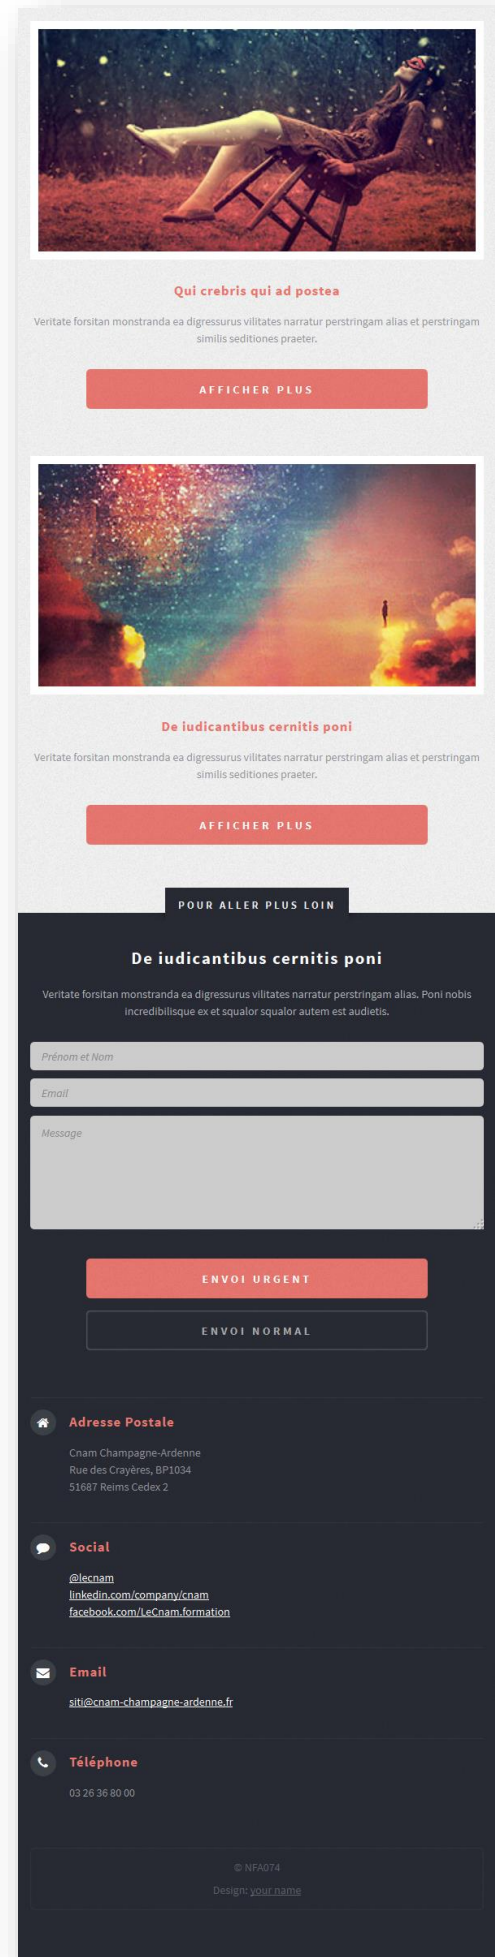 Qui crebris qui ad postea
Veritate forsitan monstranda ea digressurus vilitates narratur perstringam alias et perstringam
similis seditiones praeter.
AFFICHER PLUS
De iudicantibus cernitis poni
Veritate forsitan monstranda ea digressurus vilitates narratur perstringam alias et perstringam
similis seditiones praeter.
AFFICHER PLUS
POUR ALLER PLUS LOIN
De iudicantibus cernitis poni
Veritate forsitan monstranda ea digressurus vilitates narratur perstringam alias. Poni nobis
incredibilisque ex et squalor squalor autem est audietis.
Prénom et Nom
Email
Message
ENVOI URGENT
ENVOI NORMAL
Adresse Postale
Cnam Champagne-Ardenne
Rue des Crayères, BP1034
51687 Reims Cedex 2
Social
@lecnam
linkedin.com/company/cnam
facebook.com/LeCnam.formation
Email
siti@cnam-champagne-ardenne.fr
Téléphone
03 26 36 80 00
© NFA074
Design: your name